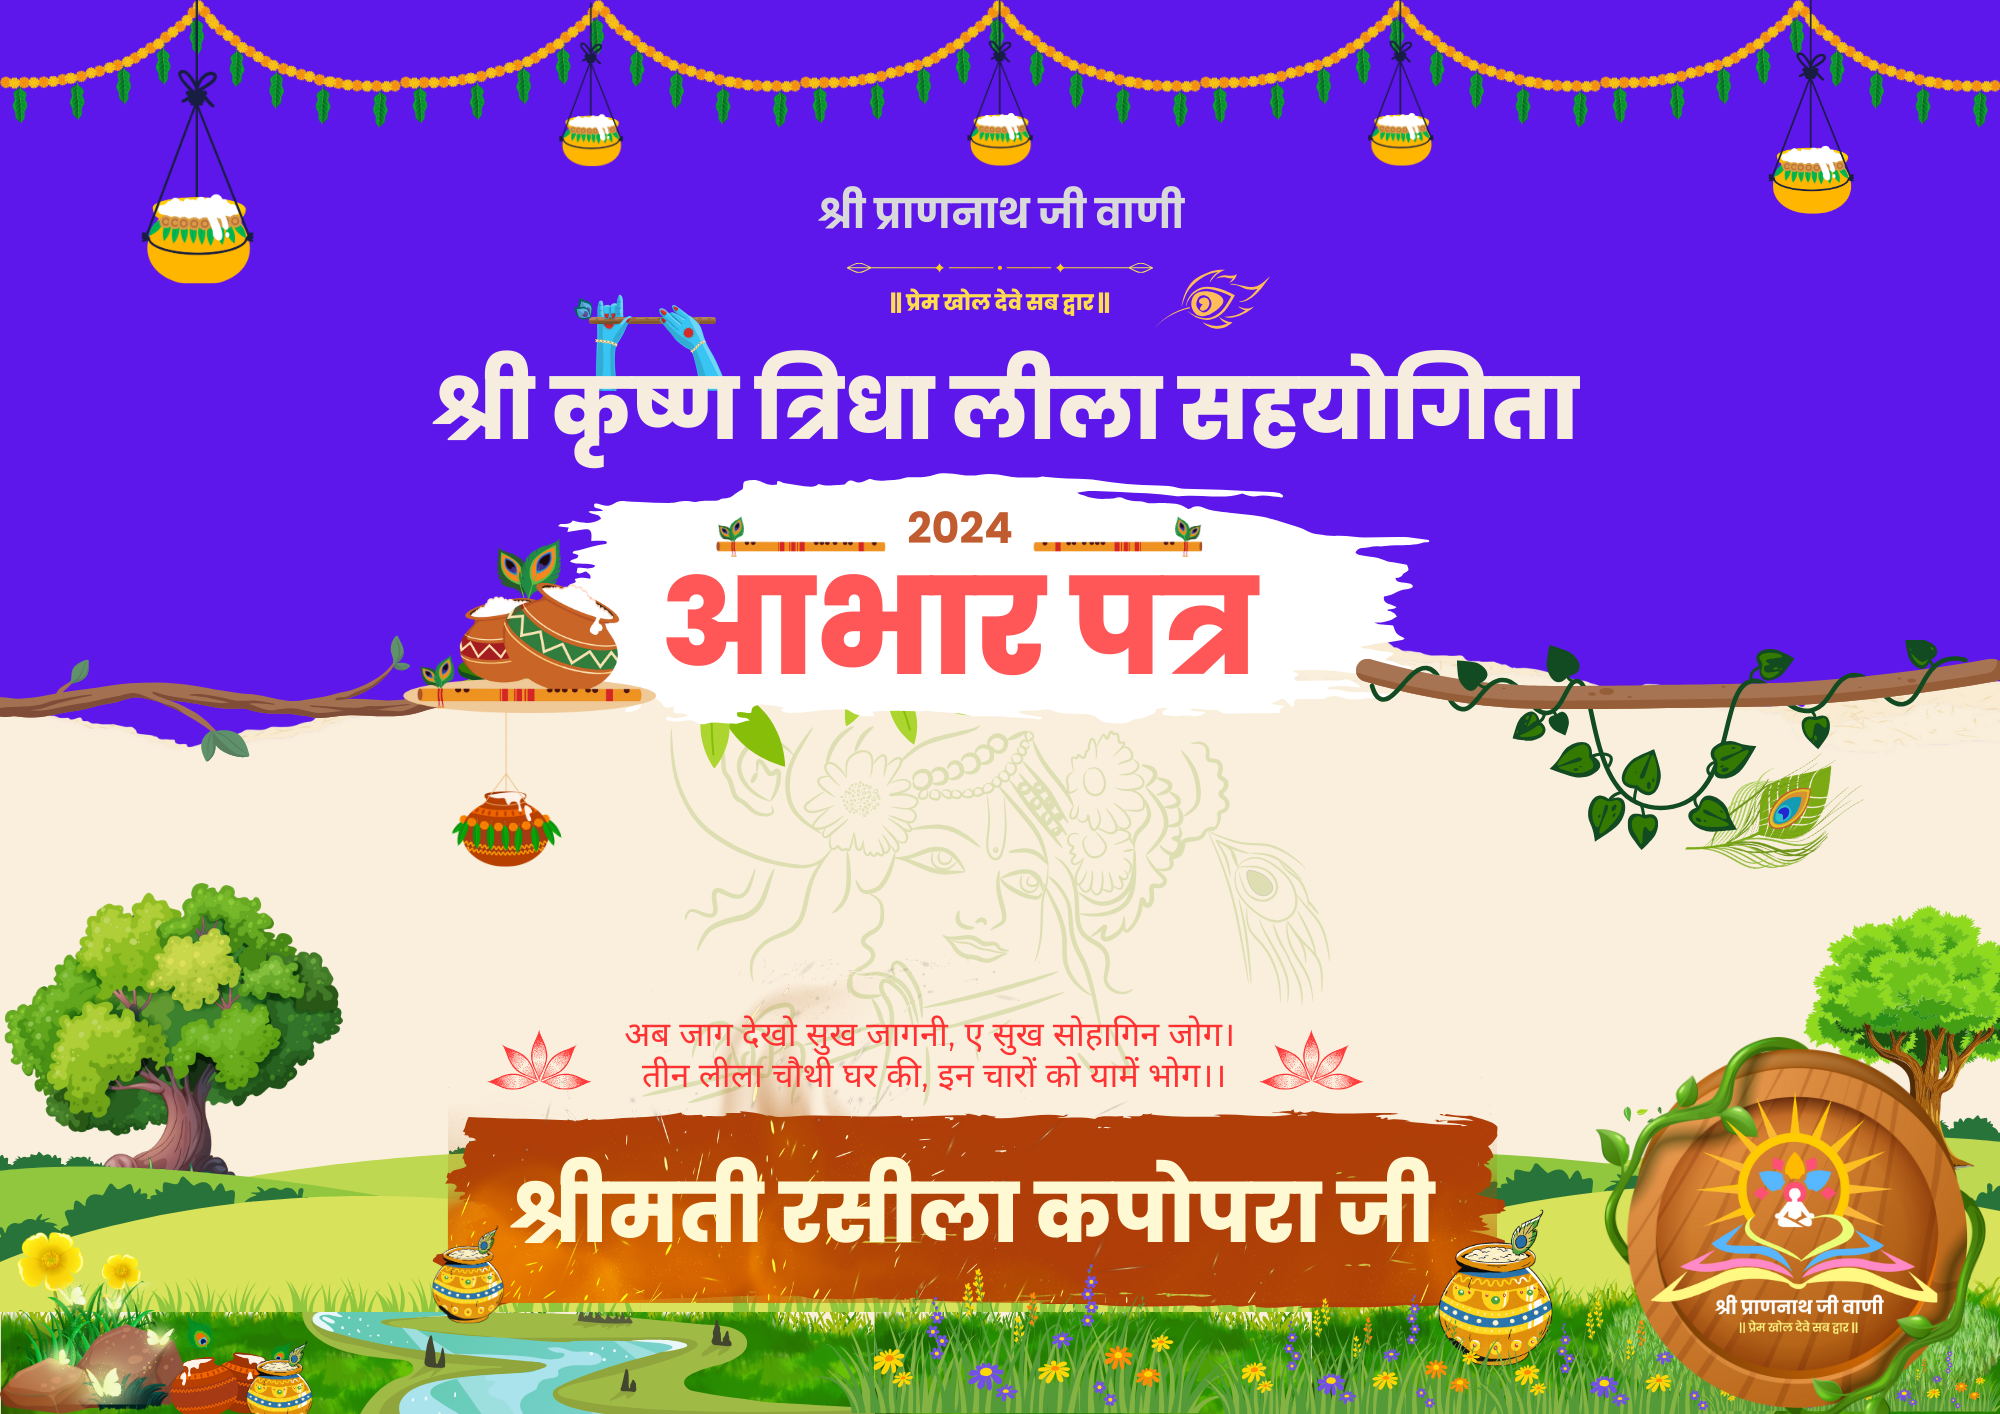 श्री प्राणनाथ जी वाणी
|| प्रेम खोल देवे सब द्वार ||
श्री कृष्ण त्रिधा लीला सहयोगिता
2024
आभार पत्र
अब जाग देखो सुख जागनी, ए सुख सोहागिन जोग।
तीन लीला चौथी घर की, इन चारों को यामें भोग।।
श्रीमती रसीला कपोपरा जी
श्री प्राणनाथ जी वाणी
|| प्रेम खोल देवे सब द्वार ||